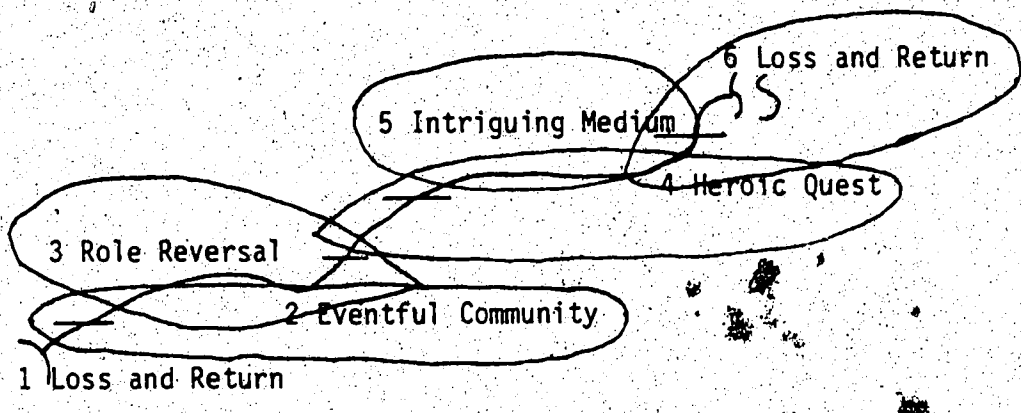 6 Loss and Return
5 Intriguing Medium
4 Heroic Quest
3 Role Reversal
2 Eventful Community
1 Loss and Return